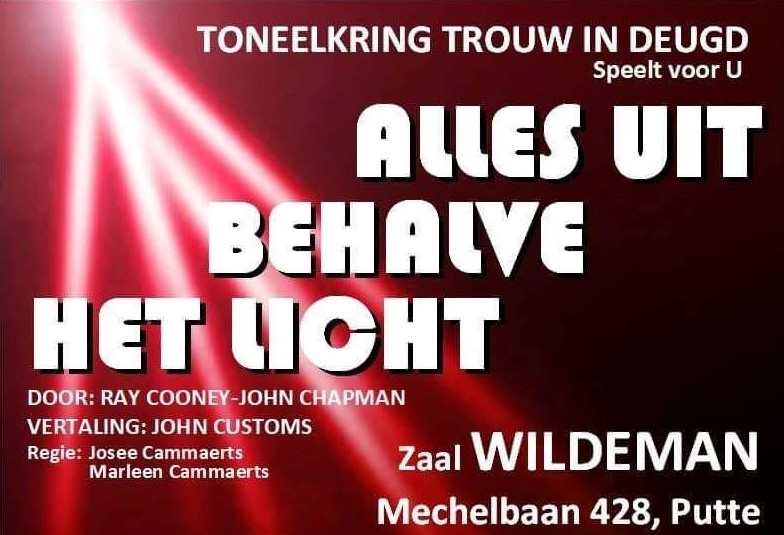 TONEELKRING TROUW IN DEUGD
Speelt voor U
ALLES UIT
BEHALVE
HET LICHT
DOOR: RAY COONEY-JOHN CHAPMAN
VERTALING: JOHN CUSTOMS
Regie: Josee Cammaerts
Marleen Cammaerts
Zaal WILDEMAN
Mechelbaan 428, Putte